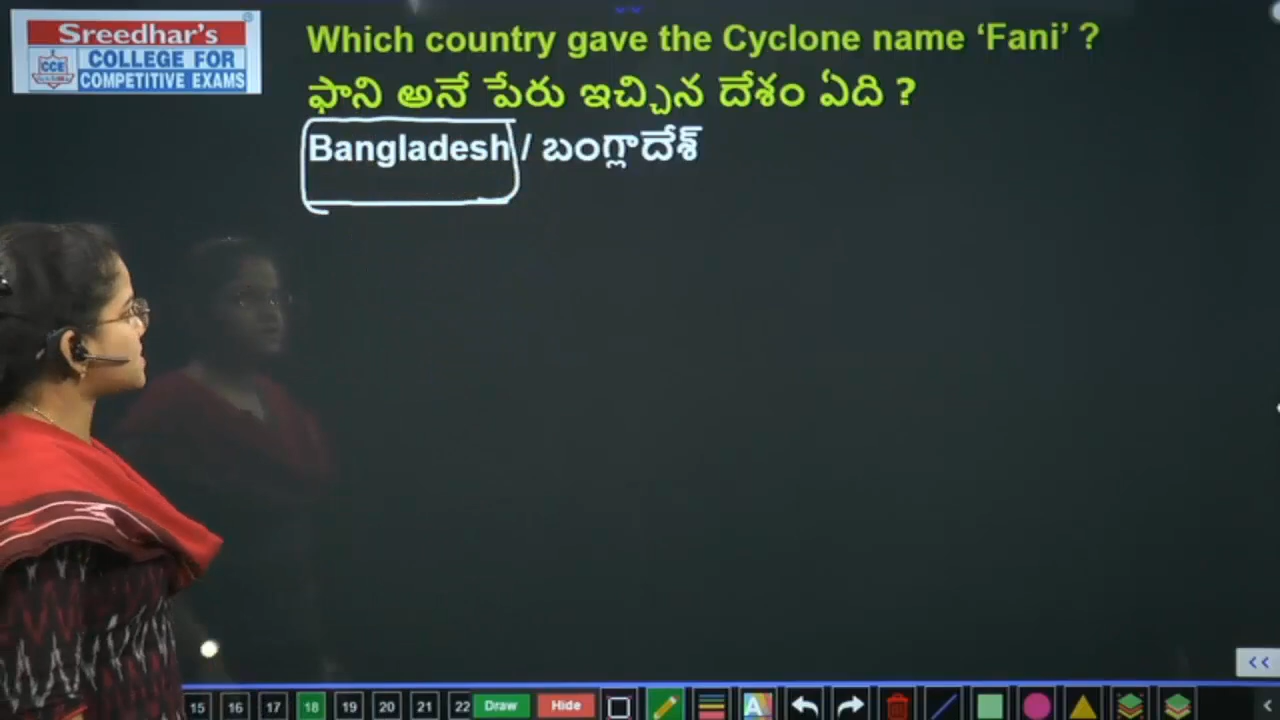 Sreedhar's
CCE
COLLEGE FOR
COMPETITIVE EXAMS
Which country gave the Cyclone name ‘Fani’ ?
ఫాని అనే పేరు ఇచ్చిన దేశం ఏది ?
Bangladesh / బంగ్లాదేశ్
<<
15 16 17 18 19 20 21 22 Draw Hide A <